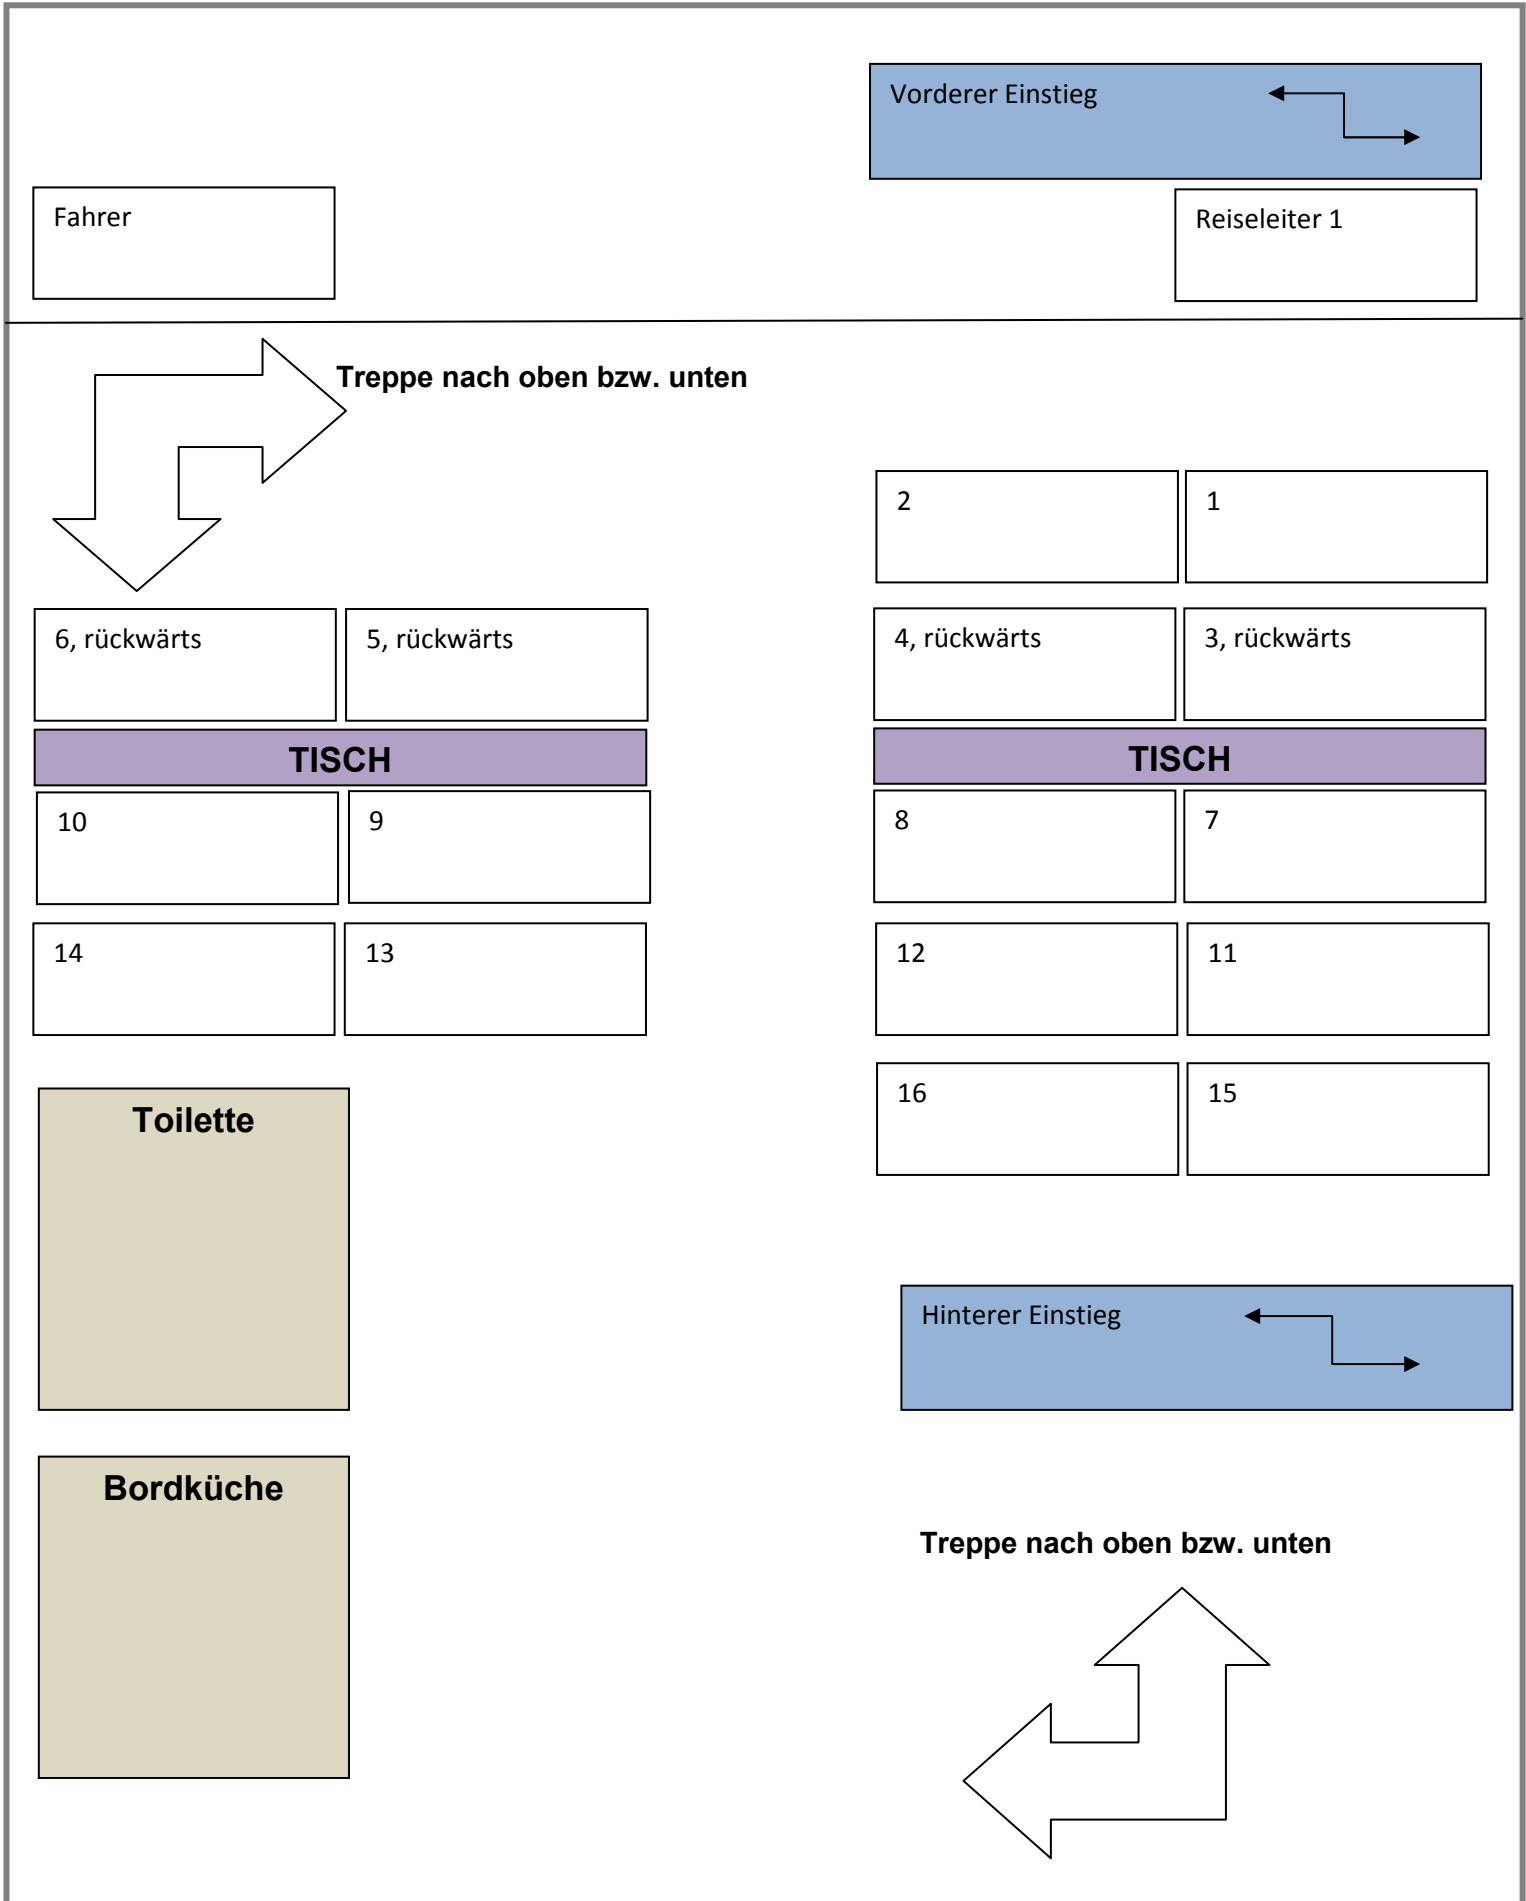 Vorderer Einstieg
Fahrer
Reiseleiter 1
Treppe nach oben bzw. unten
2
1
6, rückwärts
5, rückwärts
4, rückwärts
3, rückwärts
TISCH
TISCH
10
9
8
7
14
13
12
11
16
15
Toilette
Hinterer Einstieg
Bordküche
Treppe nach oben bzw. unten